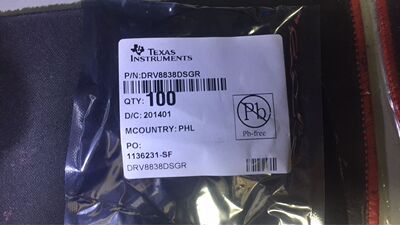 TEXAS
INSTRUMENTS
P/N:DRV8838DSGR
QTY: 100
D/C: 201401
MCOUNTRY: PHL
PO:
1136231-SF
DRV8838DSGR
Pb
Pb-free